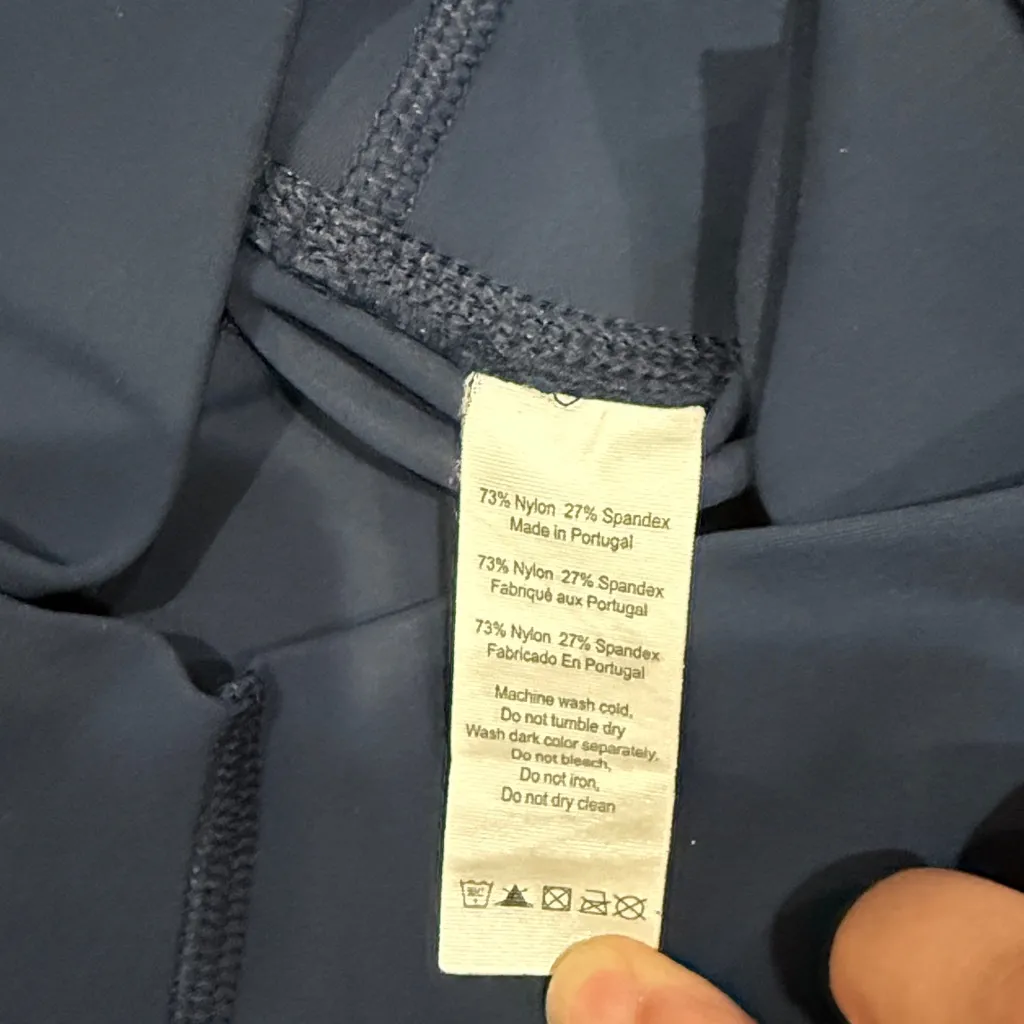 73% Nylon 27% Spandex
Made in Portugal
73% Nylon 27% Spandex
Fabriqué aux Portugal
73% Nylon 27% Spandex
Fabricado En Portugal
Machine wash cold,
Do not tumble dry
Wash dark color separately,
Do not bleach,
Do not iron,
Do not dry clean